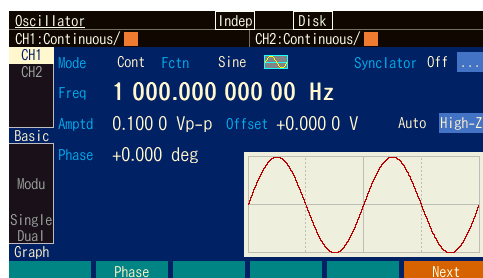 Oscillator Indep Disk
CH1:Continuous/ CH2:Continuous/
CH1 Mode Cont Fctn Sine Synclator Off ...
CH2
Freq 1 000.000 000 00 Hz
Amptd 0.100 0 Vp-p Offset +0.000 0 V Auto High-Z
Basic
Phase +0.000 deg
Modu
Single
Dual
Graph
Phase Next